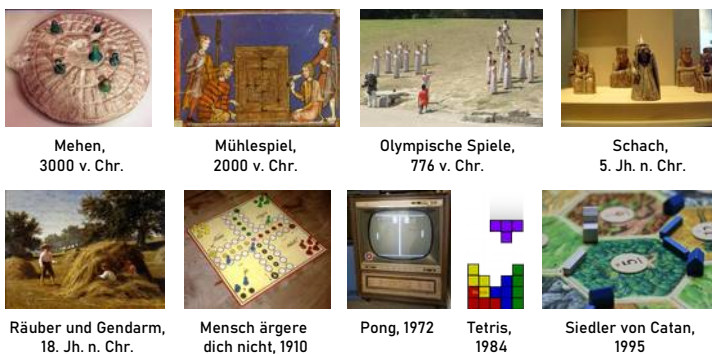 Mehen,
3000 v. Chr.
Mühlespiel,
2000 v. Chr.
Olympische Spiele,
776 v. Chr.
Schach,
5. Jh. n. Chr.
Räuber und Gendarm,
18. Jh. n. Chr.
Mensch ärgere
dich nicht, 1910
Pong, 1972
Tetris,
1984
Siedler von Catan,
1995